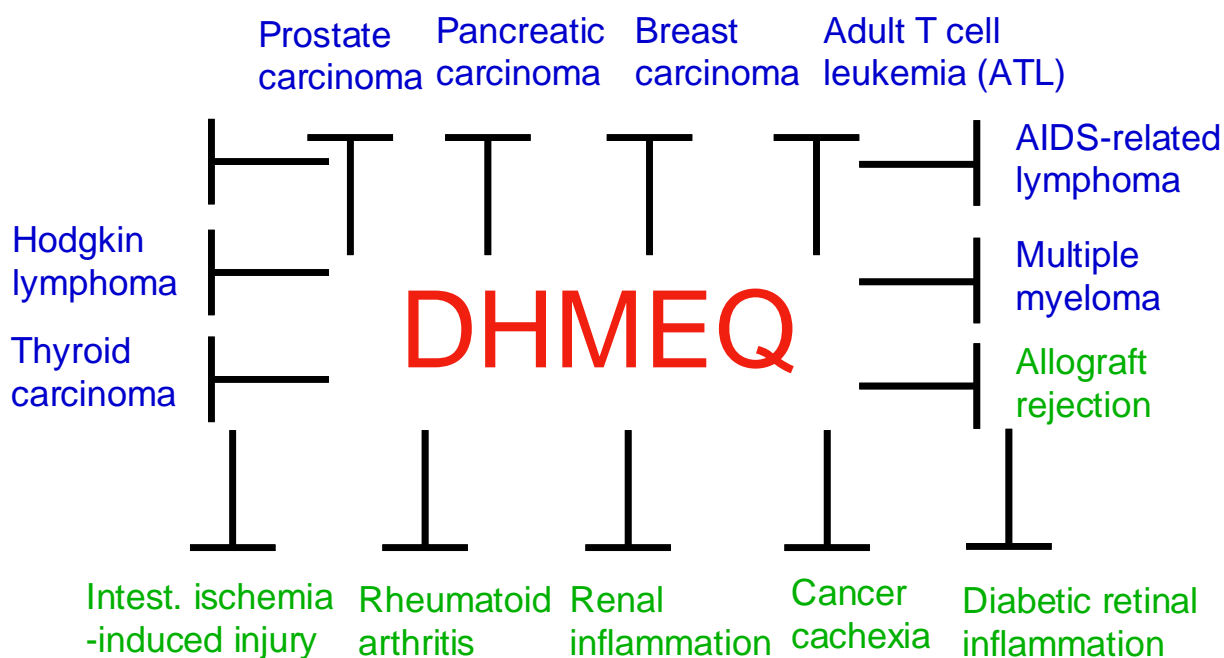 Prostate
carcinoma
Pancreatic
carcinoma
Breast
carcinoma
Adult T cell
leukemia (ATL)
AIDS-related
lymphoma
Hodgkin
lymphoma
Multiple
myeloma
DHMEQ
Thyroid
carcinoma
Allograft
rejection
Intest. ischemia
-induced injury
Rheumatoid
arthritis
Renal
inflammation
Cancer
cachexia
Diabetic retinal
inflammation